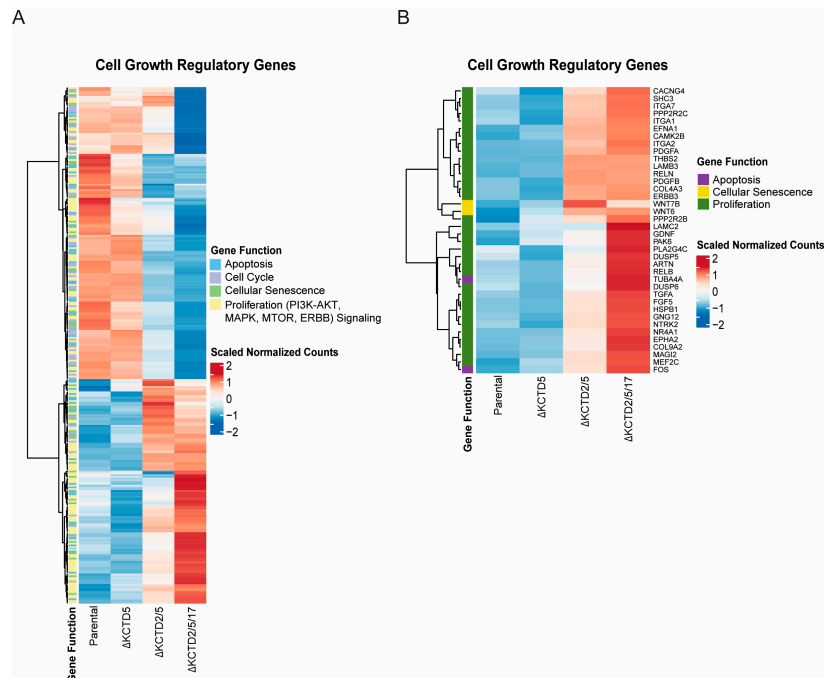 A
Cell Growth Regulatory Genes
Gene Function
Apoptosis
Cell Cycle
Cellular Senescence
Proliferation (PI3K-AKT,
MAPK, MTOR, ERBB) Signaling
Scaled Normalized Counts
2
1
0
−1
−2
Gene Function
Parental
ΔKCTD5
ΔKCTD2/5
ΔKCTD2/5/17
B
Cell Growth Regulatory Genes
CACNG4
SHC3
ITGA7
PPP2R2C
ITGA1
EFNA1
CAMK2B
ITGA2
PDGFA
THBS2
LAMB3
RELN
PDGFB
COL4A3
ERBB3
WNT7B
WNT6
PPP2R2B
LAMC2
GDNF
PAK6
PLA2G4C
DUSP5
ARTN
RELB
TUBA4A
DUSP6
TGFA
FGF5
HSPB1
GNG12
NTRK2
NR4A1
EPHA2
COL9A2
MAGI2
MEF2C
FOS
Gene Function
Apoptosis
Cellular Senescence
Proliferation
Scaled Normalized Counts
2
1
0
−1
−2
Gene Function
Parental
ΔKCTD5
ΔKCTD2/5
ΔKCTD2/5/17